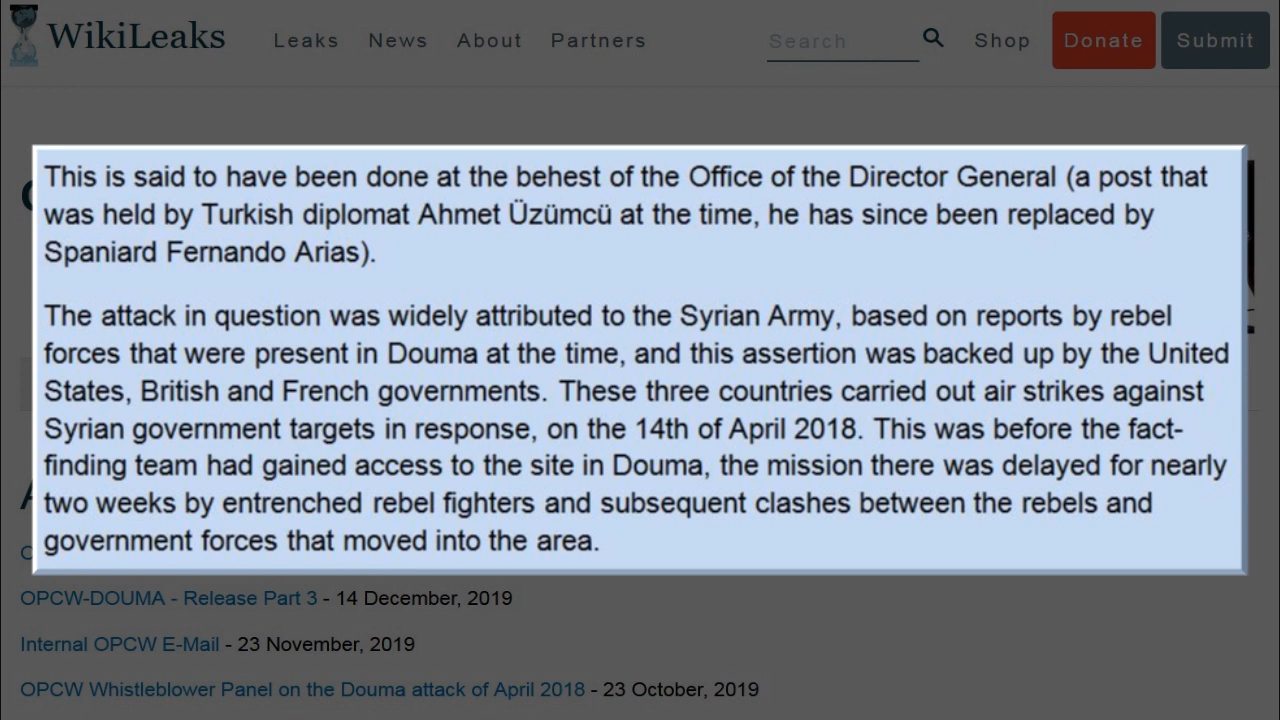 WikiLeaks Leaks News About Partners Search Shop Donate Submit
This is said to have been done at the behest of the Office of the Director General (a post that
was held by Turkish diplomat Ahmet Üzümcü at the time, he has since been replaced by
Spaniard Fernando Arias).
The attack in question was widely attributed to the Syrian Army, based on reports by rebel
forces that were present in Douma at the time, and this assertion was backed up by the United
States, British and French governments. These three countries carried out air strikes against
Syrian government targets in response, on the 14th of April 2018. This was before the fact-
finding team had gained access to the site in Douma, the mission there was delayed for nearly
two weeks by entrenched rebel fighters and subsequent clashes between the rebels and
government forces that moved into the area.
OPCW-DOUMA - Release Part 3 - 14 December, 2019
Internal OPCW E-Mail - 23 November, 2019
OPCW Whistleblower Panel on the Douma attack of April 2018 - 23 October, 2019